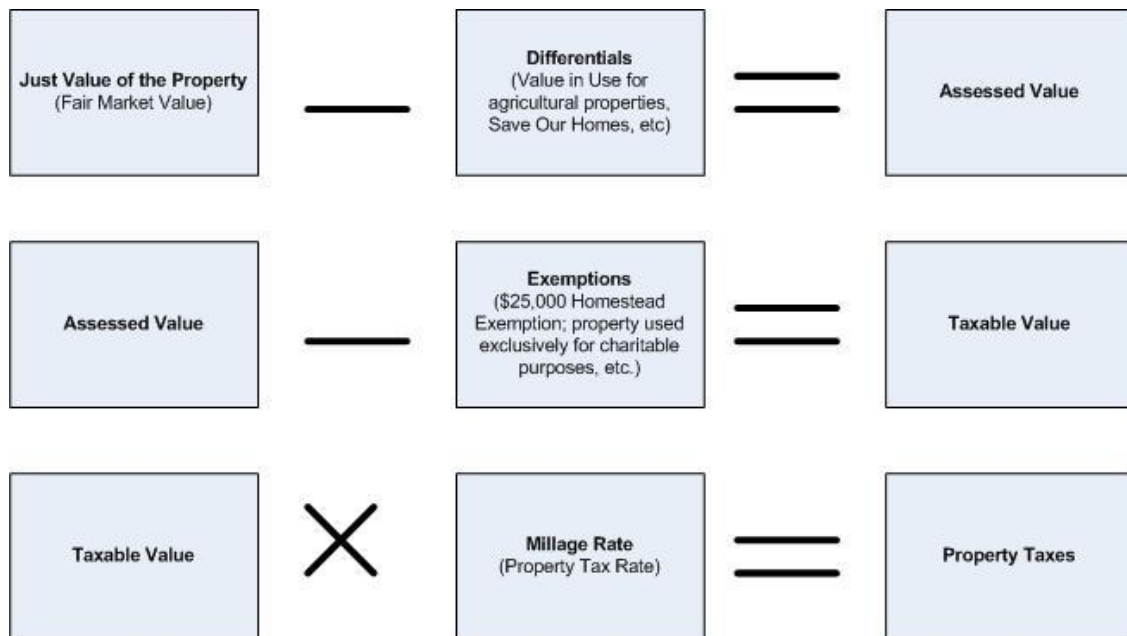 Just Value of the Property
(Fair Market Value)
Differentials
(Value in Use for
agricultural properties,
Save Our Homes, etc)
Assessed Value
Assessed Value
Exemptions
($25,000 Homestead
Exemption; property used
exclusively for charitable
purposes, etc.)
Taxable Value
Taxable Value
Millage Rate
(Property Tax Rate)
Property Taxes